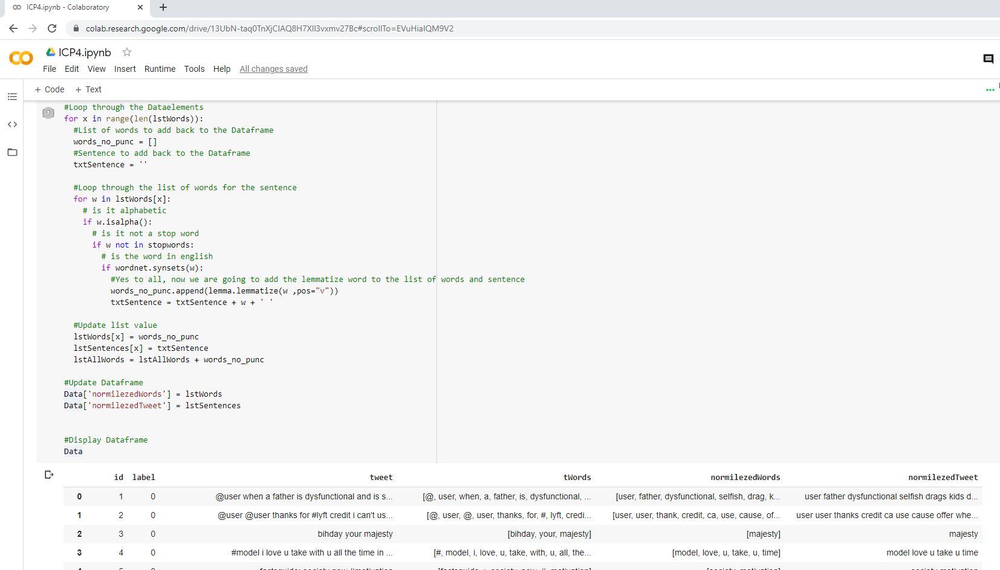 ICP4.ipynb - Colaboratory
colab.research.google.com/drive/13UbN-taq0TnXjCIAQ8H7XlI3vxmv27Bc#scrollTo=EVuHiaIQM9V2
ICP4.ipynb
File Edit View Insert Runtime Tools Help All changes saved
+ Code + Text
#Loop through the Dataelements
for x in range(len(lstWords)):
#List of words to add back to the Dataframe
words_no_punc = []
#Sentence to add back to the Dataframe
txtSentence = ''
#Loop through the list of words for the sentence
for w in lstWords[x]:
# is it alphabetic
if w.isalpha():
# is it not a stop word
if w not in stopwords:
# is the word in english
if wordnet.synsets(w):
#Yes to all, now we are going to add the lemmatize word to the list of words and sentence
words_no_punc.append(lemma.lemmatize(w ,pos="v"))
txtSentence = txtSentence + w + ' '
#Update list value
lstWords[x] = words_no_punc
lstSentences[x] = txtSentence
lstAllWords = lstAllWords + words_no_punc
#Update Dataframe
Data['normilezedWords'] = lstWords
Data['normilezedTweet'] = lstSentences
#Display Dataframe
Data
id label tweet tWords normilezedWords normilezedTweet
0 1 0 @user when a father is dysfunctional and is s... [@, user, when, a, father, is, dysfunctional, ... [user, father, dysfunctional, selfish, drag, k... user father dysfunctional selfish drags kids d...
1 2 0 @user @user thanks for #lyft credit i can't us... [@, user, @, user, thanks, for, #, lyft, credi... [user, user, thank, credit, ca, use, cause, of... user user thanks credit ca use cause offer whe...
2 3 0 bihday your majesty [bihday, your, majesty] [majesty] majesty
3 4 0 #model i love u take with u all the time in ... [#, model, i, love, u, take, with, u, all, the... [model, love, u, take, u, time] model love u take u time